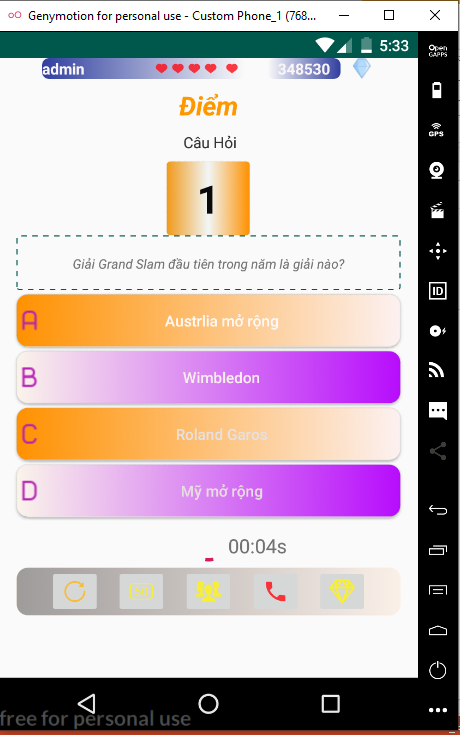 Genymotion for personal use - Custom Phone_1 (768...
5:33
Open
GAPPS
admin
348530
Điểm
Câu Hỏi
1
Giải Grand Slam đầu tiên trong năm là giải nào?
A Austrlia mở rộng
B Wimbledon
C Roland Garos
D Mỹ mở rộng
00:04s
GPS
ID
free for personal use